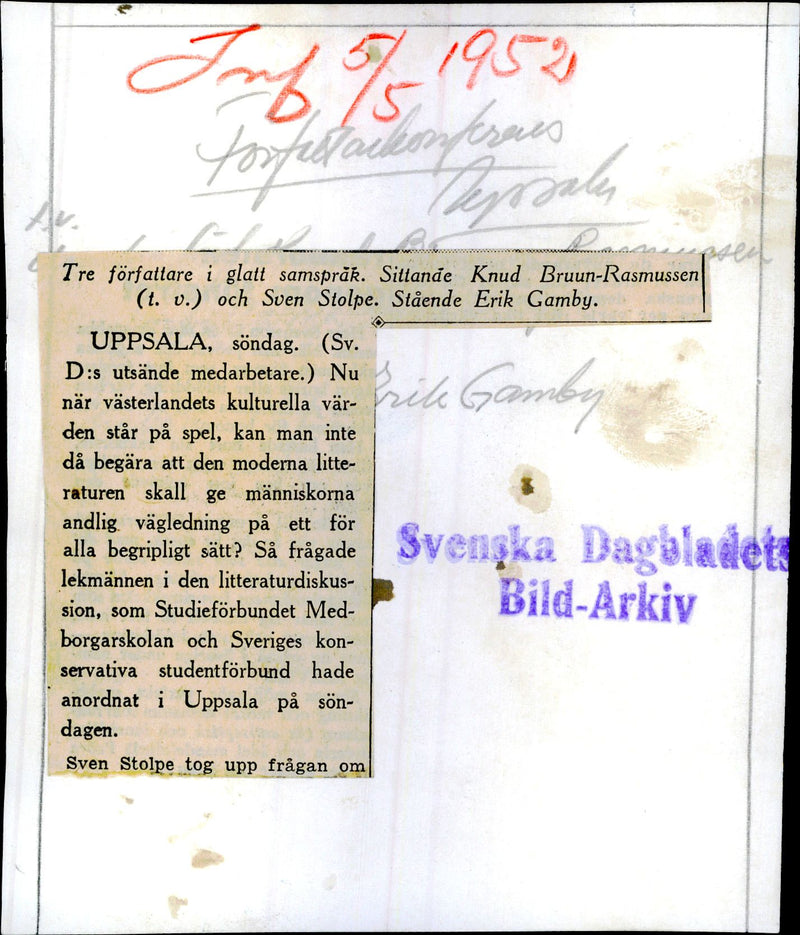 Inf 5/5 1952
Författarkonferens
Uppsala
t.v.
Rasmussen
Tre författare i glatt samspråk. Sittande Knud Bruun-Rasmussen
(t. v.) och Sven Stolpe. Stående Erik Gamby.
UPPSALA, söndag. (Sv.
D:s utsände medarbetare.) Nu
när västerlandets kulturella vär-
den står på spel, kan man inte
då begära att den moderna litte-
raturen skall ge människorna
andlig vägledning på ett för
alla begripligt sätt? Så frågade
lekmännen i den litteraturdiskus-
sion, som Studieförbundet Med-
borgarskolan och Sveriges kon-
servativa studentförbund hade
anordnat i Uppsala på sön-
dagen.
Sven Stolpe tog upp frågan om
Erik Gamby
Svenska Dagbladets
Bild-Arkiv